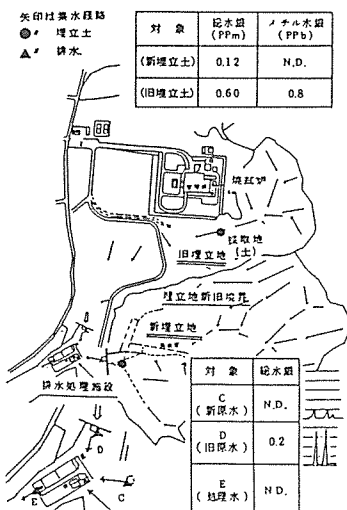 矢印は集水経路
● 〃 埋立土
▲ 〃 排水.
対象 総水銀 (PPm) メチル水銀 (PPb)
(新埋立土) 0.12 N.D.
(旧埋立土) 0.60 0.8
焼却炉
採取地
(土)
旧埋立地
埋立地新旧境界
新埋立地
排水処理施設
対象 総水銀
C (新原水) N.D.
D (旧原水) 0.2
E (処理水) N.D.
D
E
C